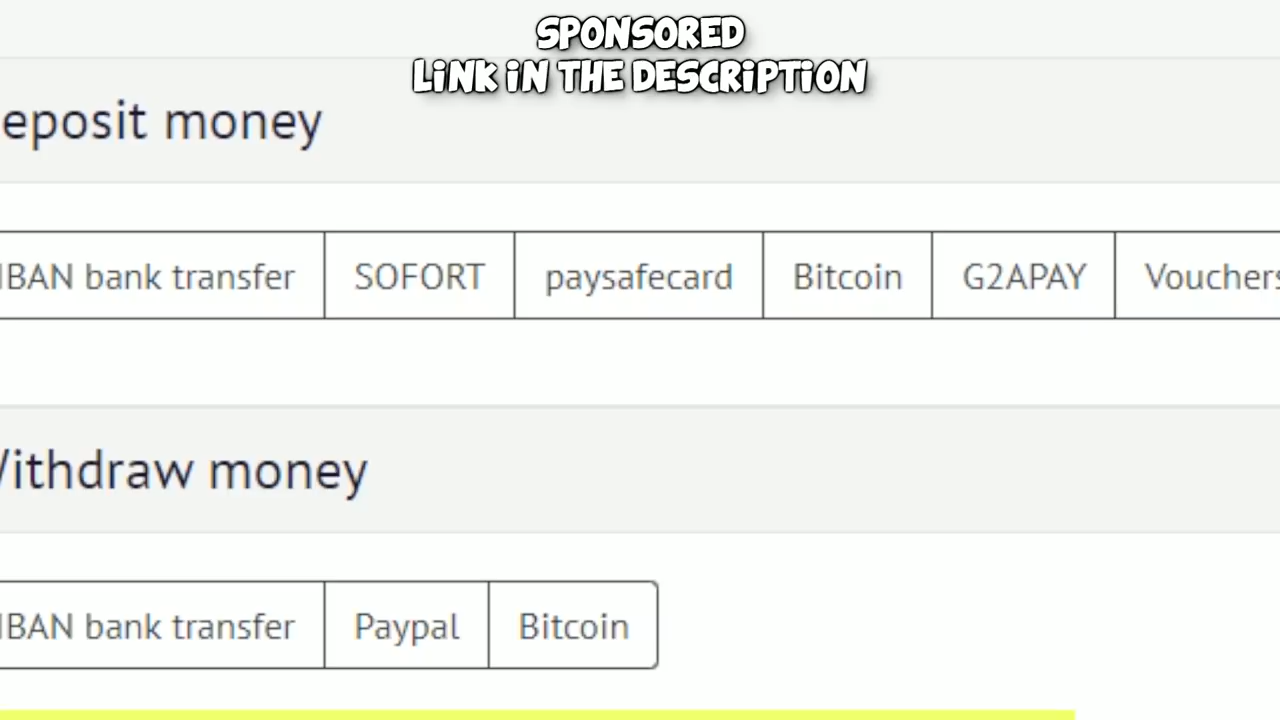 SPONSORED
LINK IN THE DESCRIPTION
eposit money
IBAN bank transfer SOFORT paysafecard Bitcoin G2APAY Vouchers
Withdraw money
IBAN bank transfer Paypal Bitcoin